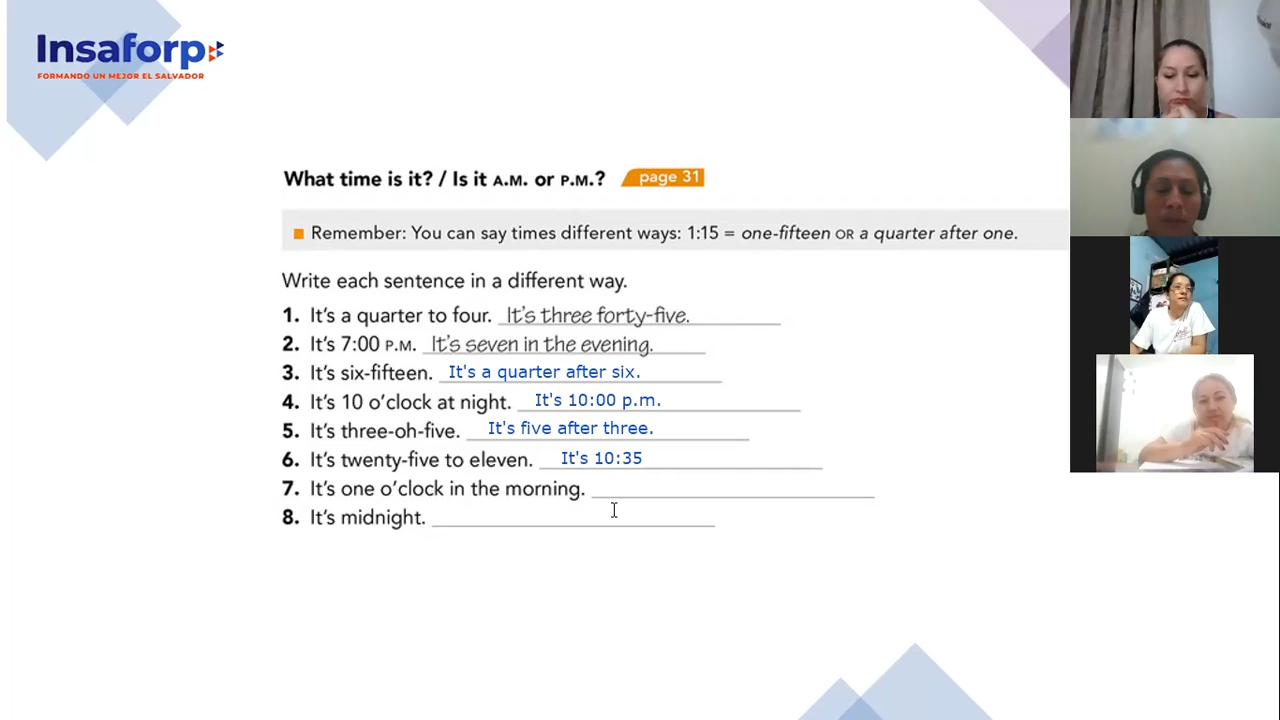 Insaforp
FORMANDO UN MEJOR EL SALVADOR
What time is it? / Is it A.M. or P.M.? page 31
Remember: You can say times different ways: 1:15 = one-fifteen OR a quarter after one.
Write each sentence in a different way.
1. It's a quarter to four. It's three forty-five.
2. It's 7:00 P.M. It's seven in the evening.
3. It's six-fifteen. It's a quarter after six.
4. It's 10 o'clock at night. It's 10:00 p.m.
5. It's three-oh-five. It's five after three.
6. It's twenty-five to eleven. It's 10:35
7. It's one o'clock in the morning.
8. It's midnight.